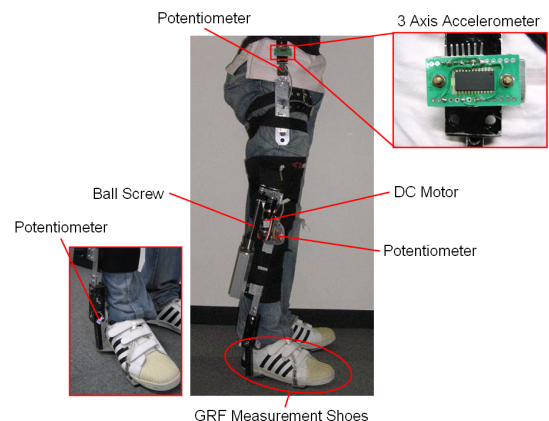 Potentiometer
3 Axis Accelerometer
Ball Screw
DC Motor
Potentiometer
Potentiometer
GRF Measurement Shoes